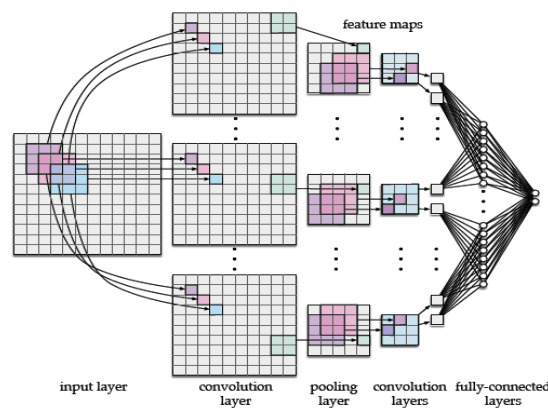 feature maps
input layer
convolution
layer
pooling
layer
convolution
layers
fully-connected
layers